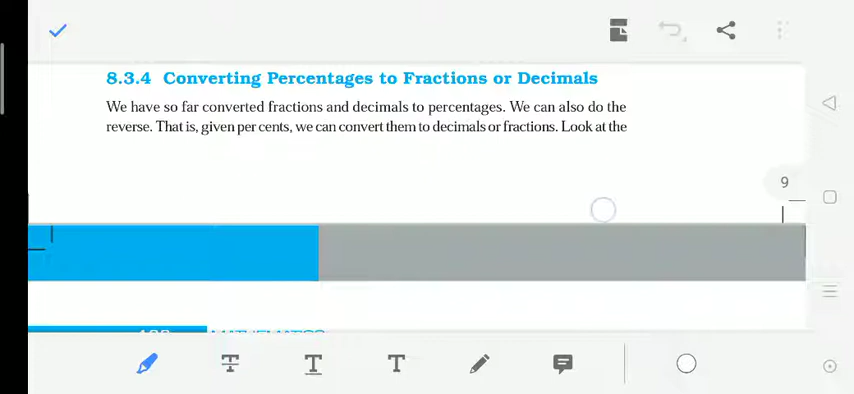 8.3.4 Converting Percentages to Fractions or Decimals
We have so far converted fractions and decimals to percentages. We can also do the
reverse. That is, given per cents, we can convert them to decimals or fractions. Look at the
9
MATHEMATICS
T